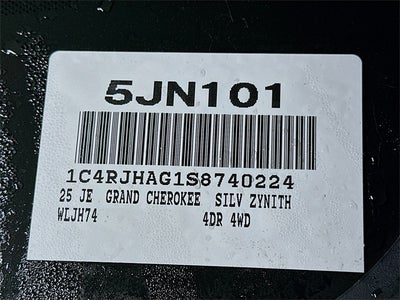 5JN101
1C4RJHAG1S8740224
25 JE GRAND CHEROKEE SILV ZYNITH
WLJH74 4DR 4WD